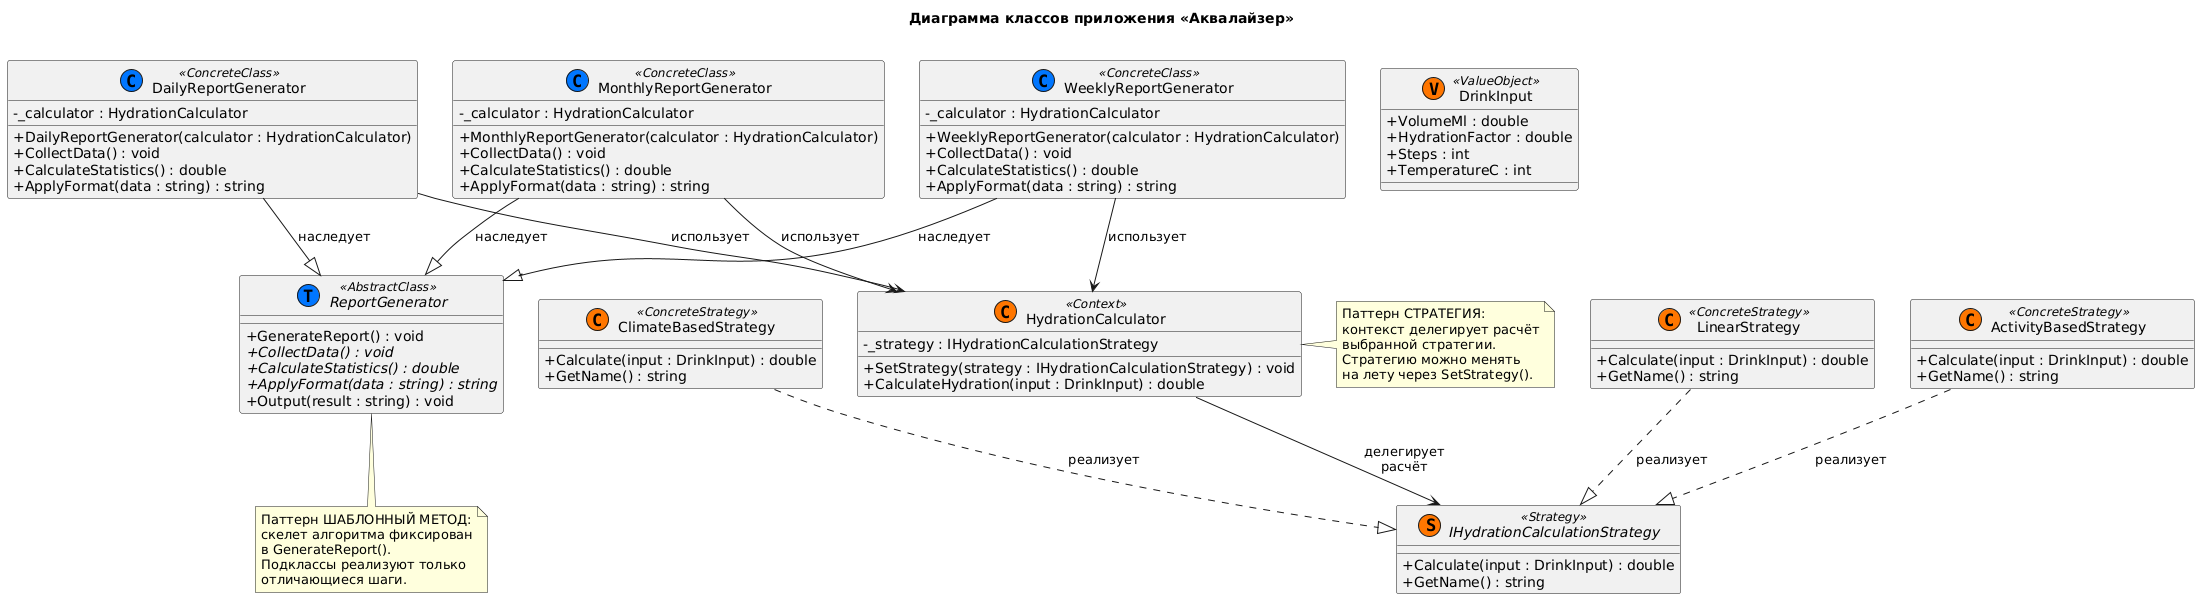 Диаграмма классов приложения «Аквалайзер»
C
«ConcreteClass»
DailyReportGenerator
-_calculator : HydrationCalculator
+DailyReportGenerator(calculator : HydrationCalculator)
+CollectData() : void
+CalculateStatistics() : double
+ApplyFormat(data : string) : string
C
«ConcreteClass»
MonthlyReportGenerator
-_calculator : HydrationCalculator
+MonthlyReportGenerator(calculator : HydrationCalculator)
+CollectData() : void
+CalculateStatistics() : double
+ApplyFormat(data : string) : string
C
«ConcreteClass»
WeeklyReportGenerator
-_calculator : HydrationCalculator
+WeeklyReportGenerator(calculator : HydrationCalculator)
+CollectData() : void
+CalculateStatistics() : double
+ApplyFormat(data : string) : string
V
«ValueObject»
DrinkInput
+VolumeMl : double
+HydrationFactor : double
+Steps : int
+TemperatureC : int
наследует
наследует
использует
использует
наследует
использует
T
«AbstractClass»
ReportGenerator
+GenerateReport() : void
+CollectData() : void
+CalculateStatistics() : double
+ApplyFormat(data : string) : string
+Output(result : string) : void
C
«ConcreteStrategy»
ClimateBasedStrategy
+Calculate(input : DrinkInput) : double
+GetName() : string
C
«Context»
HydrationCalculator
-_strategy : IHydrationCalculationStrategy
+SetStrategy(strategy : IHydrationCalculationStrategy) : void
+CalculateHydration(input : DrinkInput) : double
Паттерн СТРАТЕГИЯ:
контекст делегирует расчёт
выбранной стратегии.
Стратегию можно менять
на лету через SetStrategy().
C
«ConcreteStrategy»
LinearStrategy
+Calculate(input : DrinkInput) : double
+GetName() : string
C
«ConcreteStrategy»
ActivityBasedStrategy
+Calculate(input : DrinkInput) : double
+GetName() : string
реализует
делегирует
расчёт
реализует
реализует
Паттерн ШАБЛОННЫЙ МЕТОД:
скелет алгоритма фиксирован
в GenerateReport().
Подклассы реализуют только
отличающиеся шаги.
S
«Strategy»
IHydrationCalculationStrategy
+Calculate(input : DrinkInput) : double
+GetName() : string